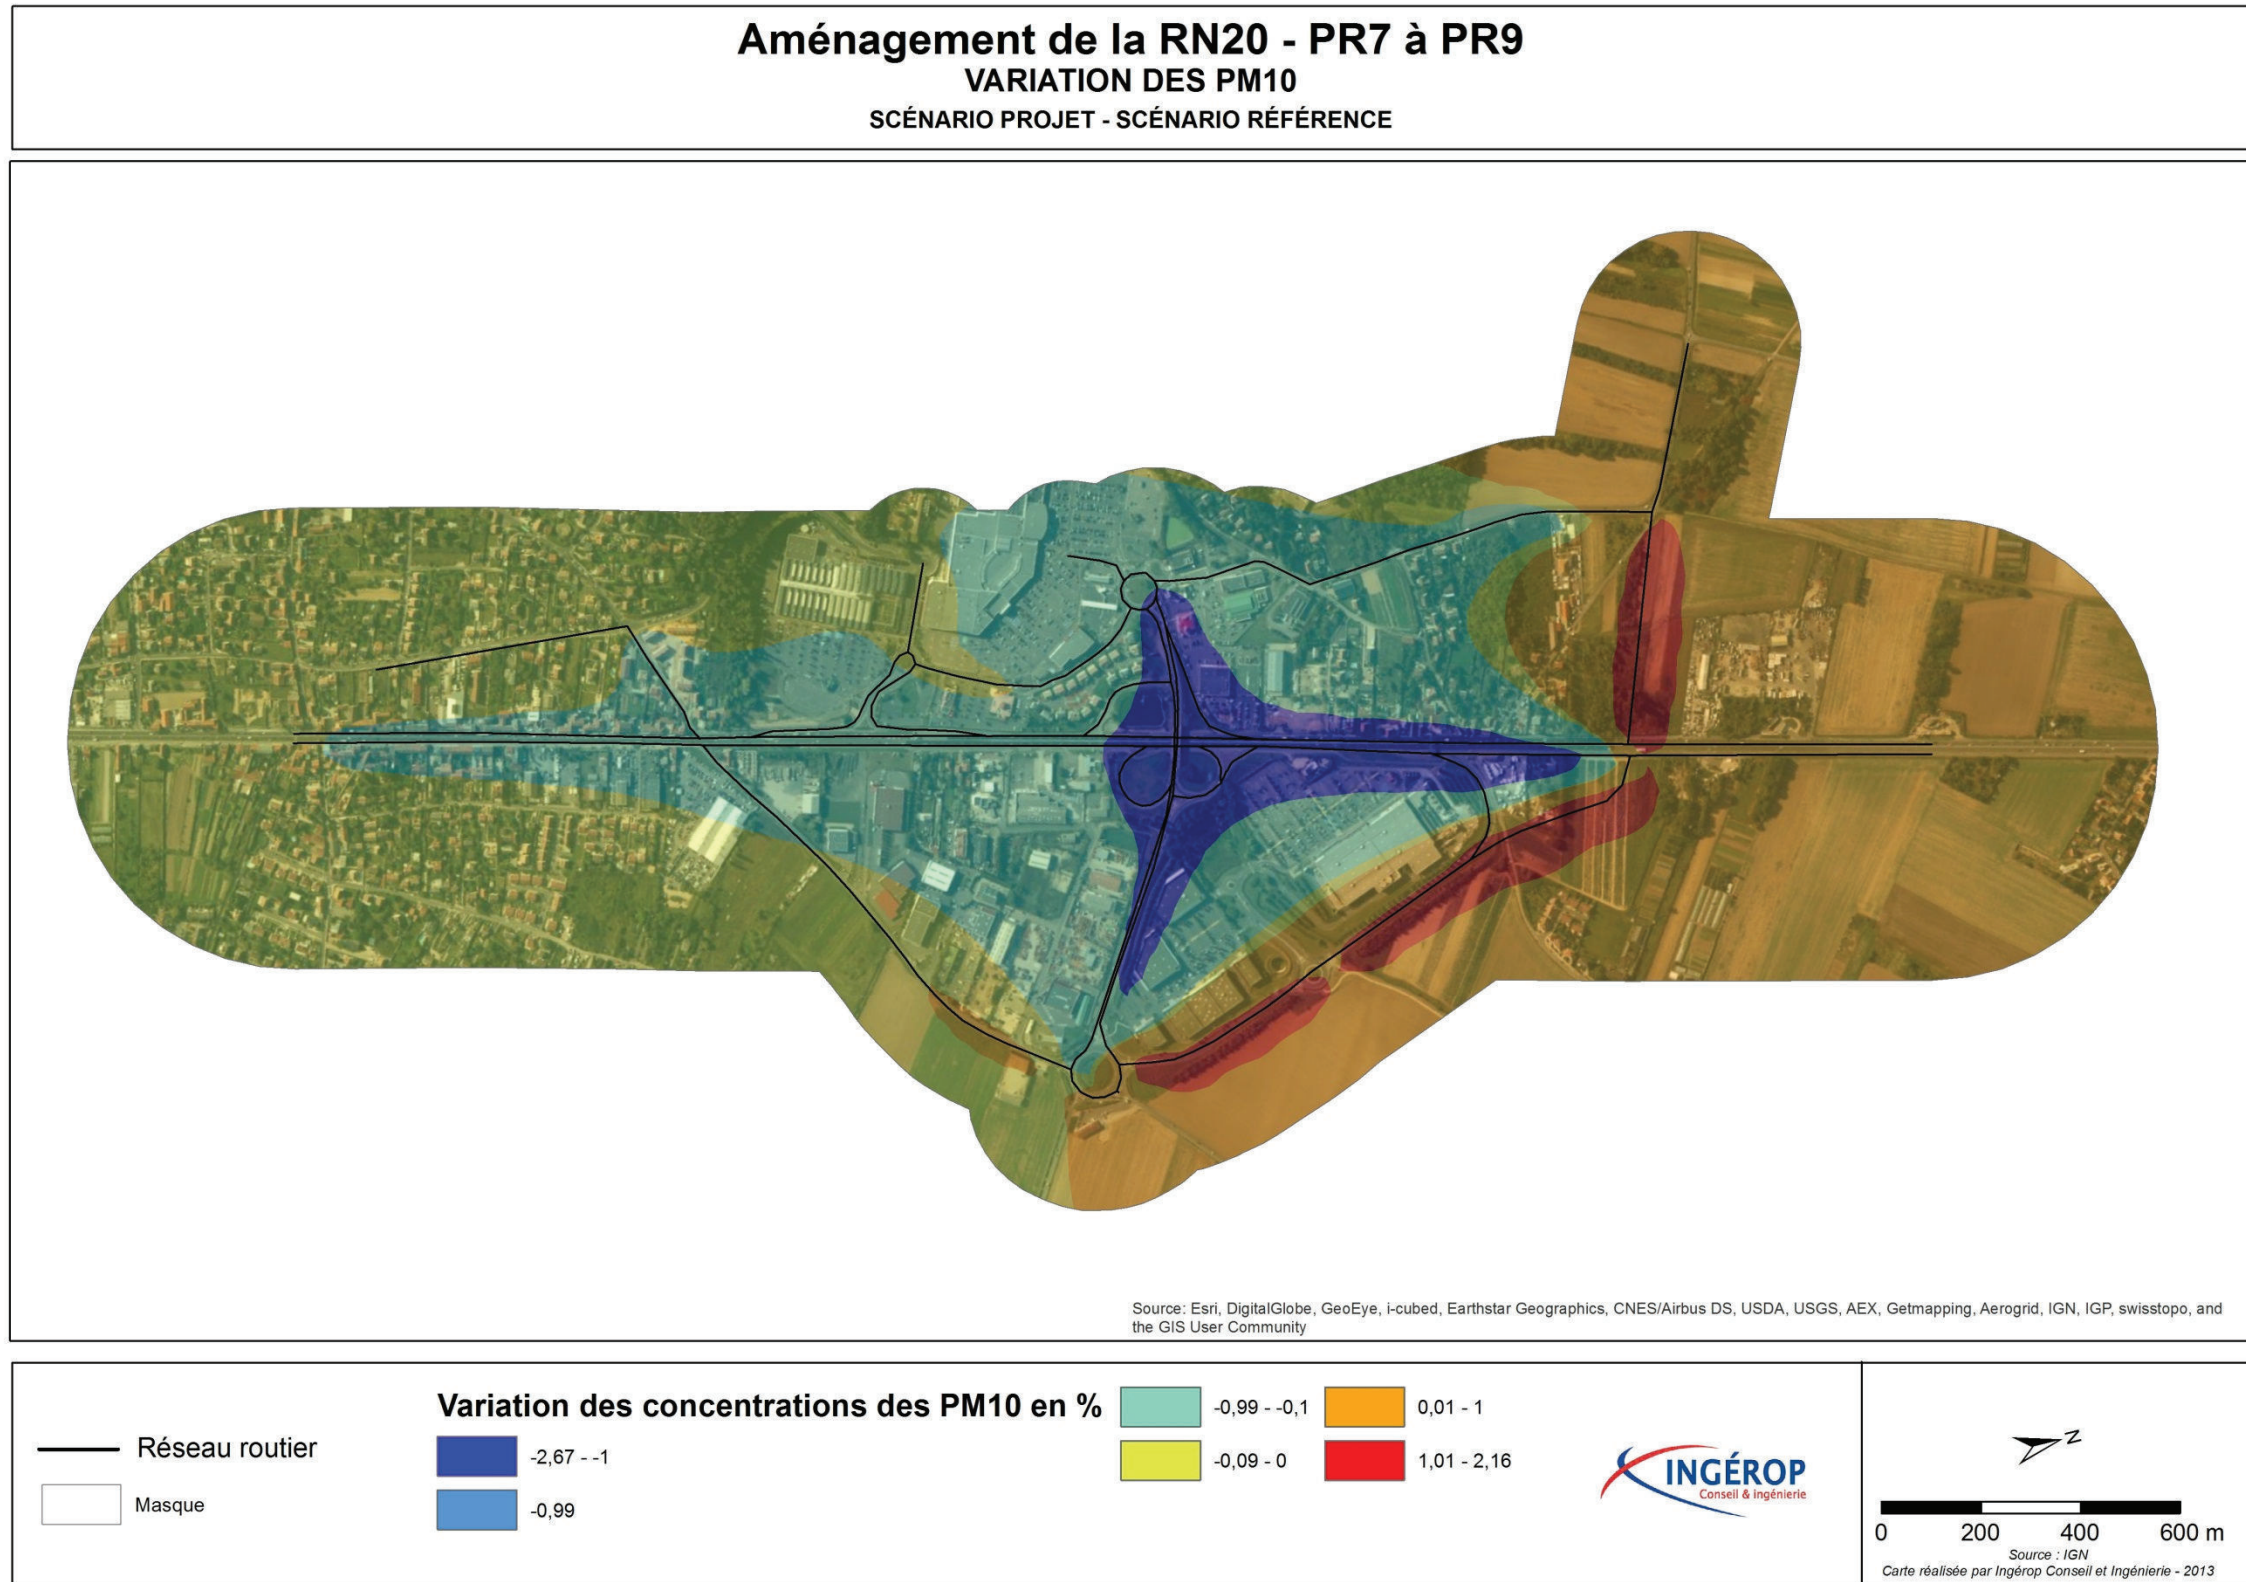 Aménagement de la RN20 - PR7 à PR9
VARIATION DES PM10
SCÉNARIO PROJET - SCÉNARIO RÉFÉRENCE
Source: Esri, DigitalGlobe, GeoEye, i-cubed, Earthstar Geographics, CNES/Airbus DS, USDA, USGS, AEX, Getmapping, Aerogrid, IGN, IGP, swisstopo, and
the GIS User Community
Réseau routier
Masque
Variation des concentrations des PM10 en %
-2,67 - -1
-0,99
-0,99 - -0,1
-0,09 - 0
0,01 - 1
1,01 - 2,16
INGÉROP
Conseil & ingénierie
N
0 200 400 600 m
Source : IGN
Carte réalisée par Ingérop Conseil et Ingénierie - 2013